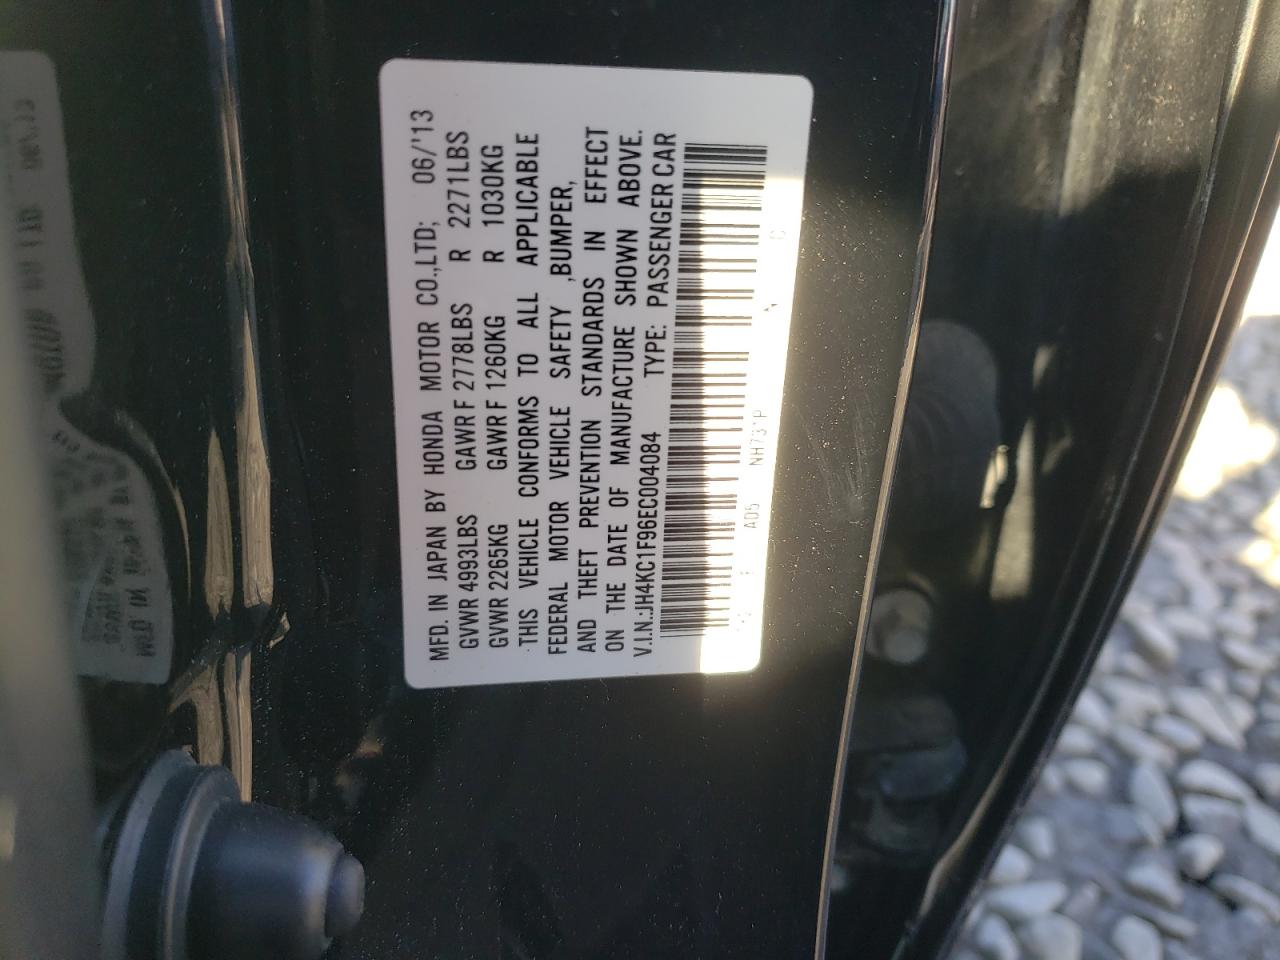 MFD. IN JAPAN BY HONDA MOTOR CO.,LTD; 06/'13
GVWR 4993LBS GAWR F 2778LBS R 2271LBS
GVWR 2265KG GAWR F 1260KG R 1030KG
THIS VEHICLE CONFORMS TO ALL APPLICABLE
FEDERAL MOTOR VEHICLE SAFETY ,BUMPER,
AND THEFT PREVENTION STANDARDS IN EFFECT
ON THE DATE OF MANUFACTURE SHOWN ABOVE.
V.I.N.:JH4KC1F96EC004084 TYPE: PASSENGER CAR
E AD5 A C